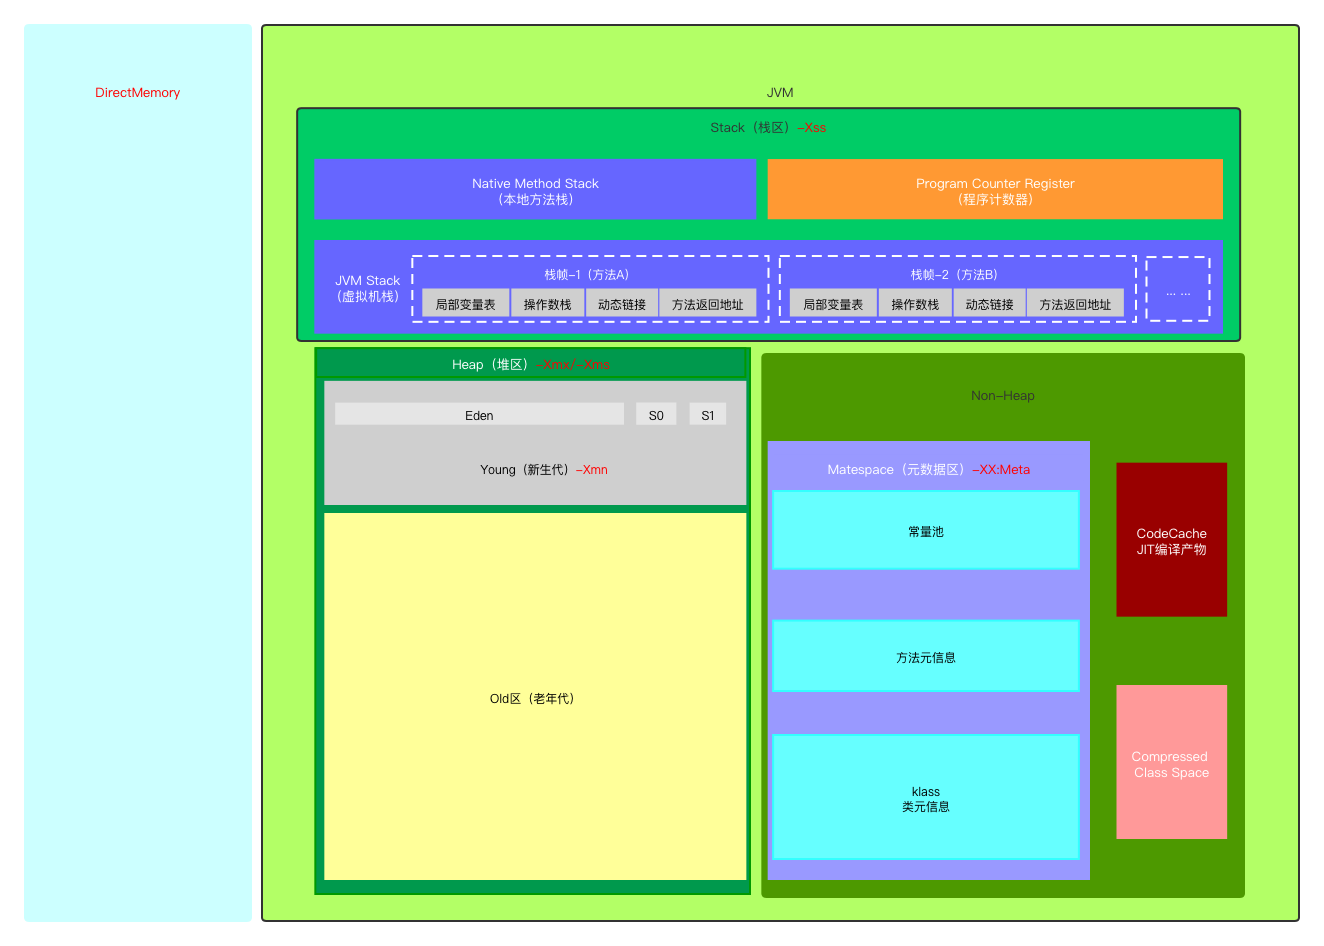 DirectMemory
JVM
Stack（栈区）-Xss
Native Method Stack
（本地方法栈）
Program Counter Register
（程序计数器）
JVM Stack
（虚拟机栈）
栈帧-1（方法A）
局部变量表
操作数栈
动态链接
方法返回地址
栈帧-2（方法B）
局部变量表
操作数栈
动态链接
方法返回地址
... ...
Heap（堆区）-Xmx/-Xms
Eden
S0
S1
Young（新生代）-Xmn
Old区（老年代）
Non-Heap
Matespace（元数据区）-XX:Meta
常量池
方法元信息
klass
类元信息
CodeCache
JIT编译产物
Compressed
Class Space